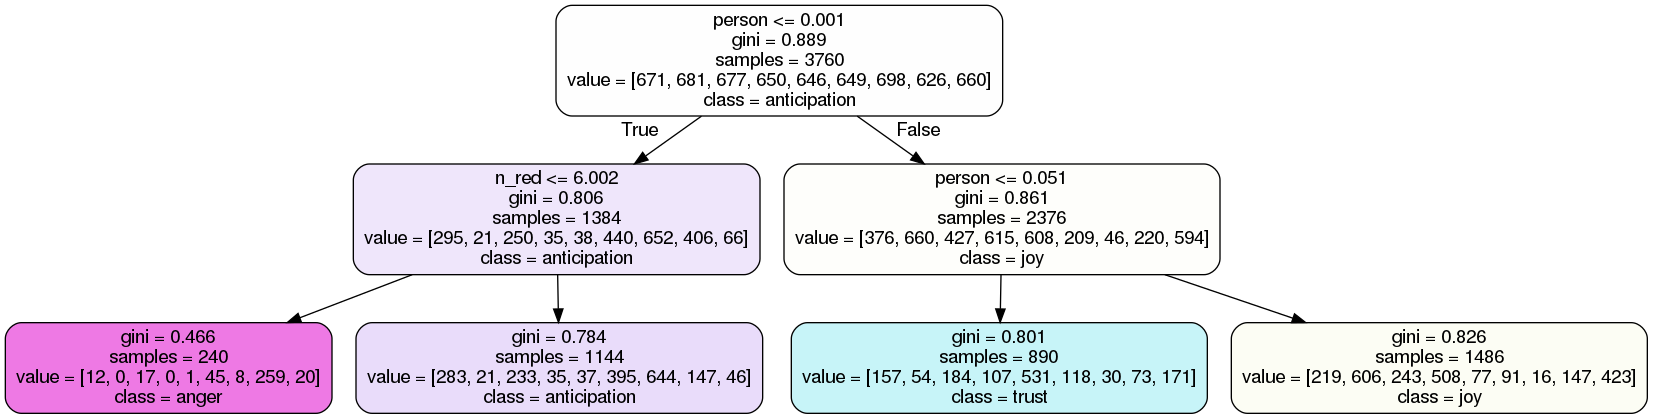 person <= 0.001
gini = 0.889
samples = 3760
value = [671, 681, 677, 650, 646, 649, 698, 626, 660]
class = anticipation
True
False
n_red <= 6.002
gini = 0.806
samples = 1384
value = [295, 21, 250, 35, 38, 440, 652, 406, 66]
class = anticipation
person <= 0.051
gini = 0.861
samples = 2376
value = [376, 660, 427, 615, 608, 209, 46, 220, 594]
class = joy
gini = 0.466
samples = 240
value = [12, 0, 17, 0, 1, 45, 8, 259, 20]
class = anger
gini = 0.784
samples = 1144
value = [283, 21, 233, 35, 37, 395, 644, 147, 46]
class = anticipation
gini = 0.801
samples = 890
value = [157, 54, 184, 107, 531, 118, 30, 73, 171]
class = trust
gini = 0.826
samples = 1486
value = [219, 606, 243, 508, 77, 91, 16, 147, 423]
class = joy